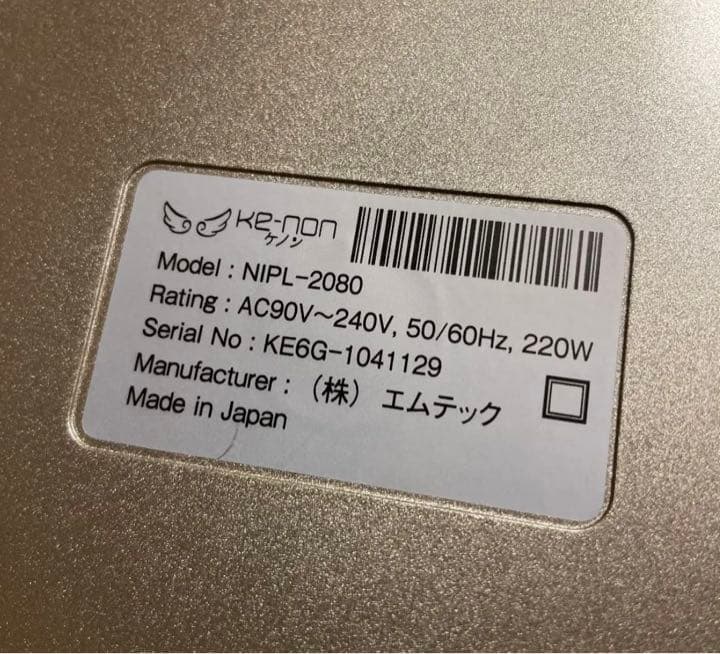 Ke-non
ケノン
Model : NIPL-2080
Rating : AC90V~240V, 50/60Hz, 220W
Serial No : KE6G-1041129
Manufacturer : (株) エムテック
Made in Japan